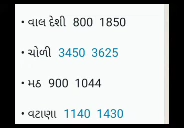 • વાલ દેશી 800 1850
• ચોળી 3450 3625
• મઠ 900 1044
• વટાણા 1140 1430